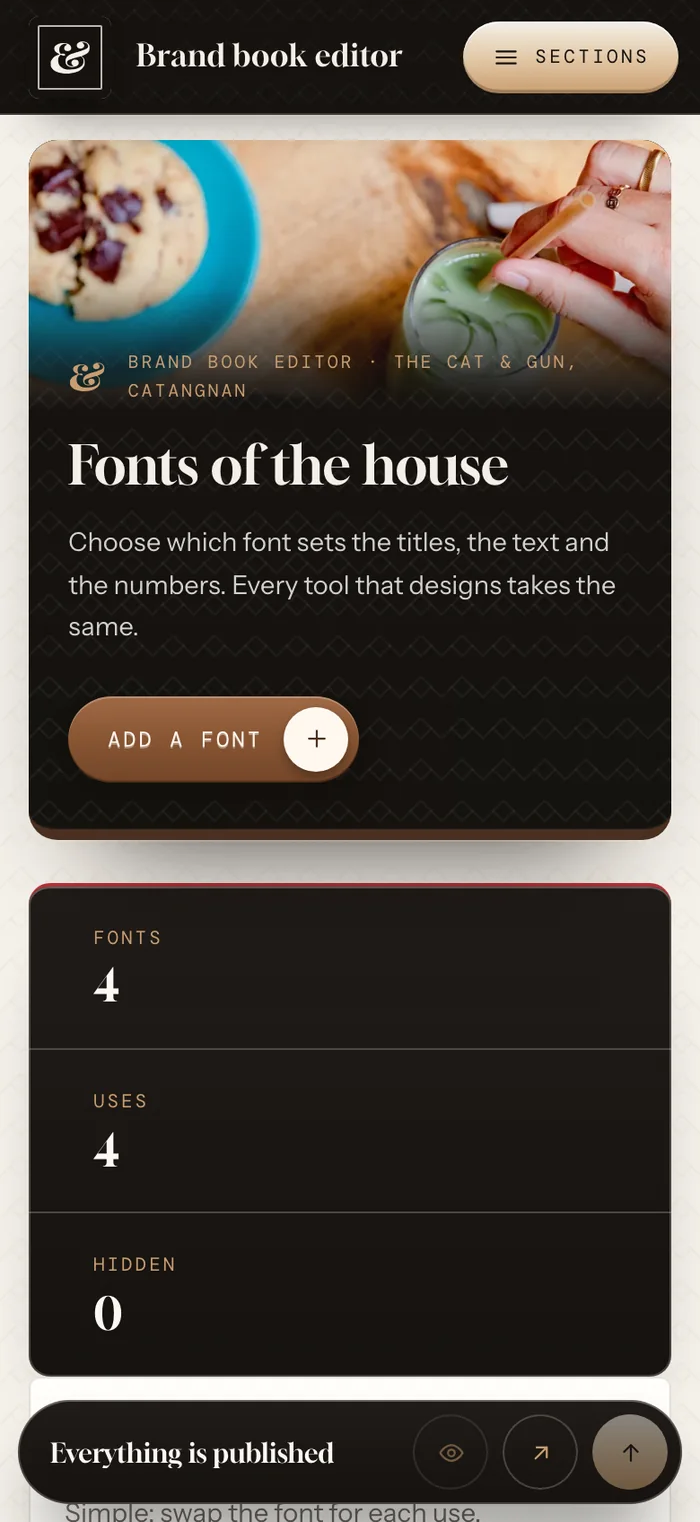 & Brand book editor
SECTIONS
& BRAND BOOK EDITOR · THE CAT & GUN,
CATANGNAN
Fonts of the house
Choose which font sets the titles, the text and
the numbers. Every tool that designs takes the
same.
ADD A FONT +
FONTS
4
USES
4
HIDDEN
0
Everything is published
Simple: swap the font for each use.